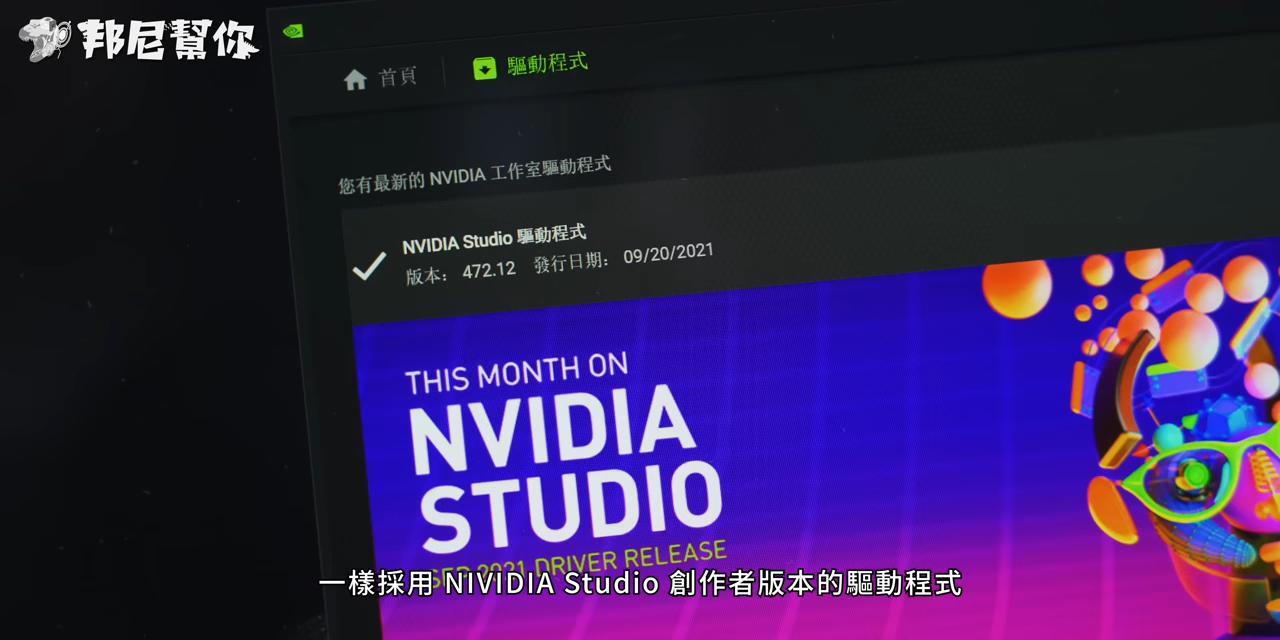 邦尼幫你
首頁
驅動程式
您有最新的 NVIDIA 工作室驅動程式
NVIDIA Studio 驅動程式
版本： 472.12 發行日期： 09/20/2021
THIS MONTH ON
NVIDIA
STUDIO
SEP 2021 DRIVER RELEASE
一樣採用 NIVIDIA Studio 創作者版本的驅動程式